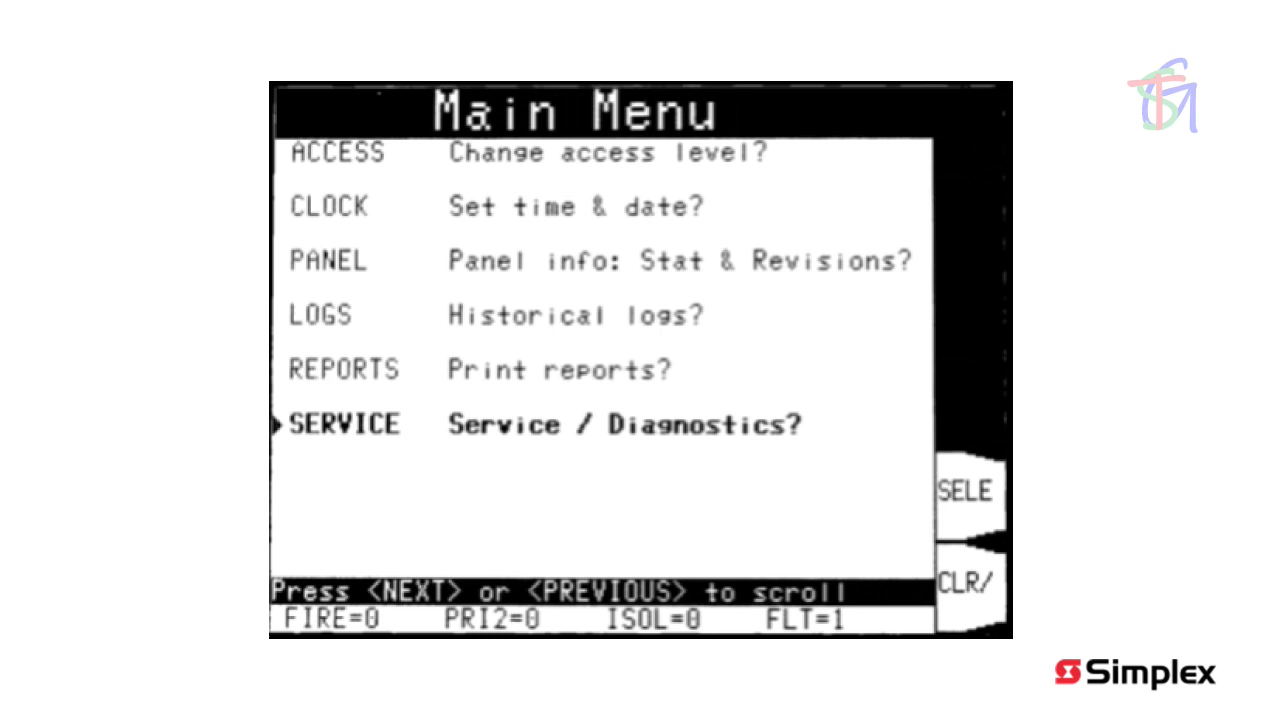 Main Menu
ACCESS Change access level?
CLOCK Set time & date?
PANEL Panel info: Stat & Revisions?
LOGS Historical logs?
REPORTS Print reports?
SERVICE Service / Diagnostics?
SELE
CLR/
Press <NEXT> or <PREVIOUS> to scroll
FIRE=0 PRI2=0 ISOL=0 FLT=1
Simplex